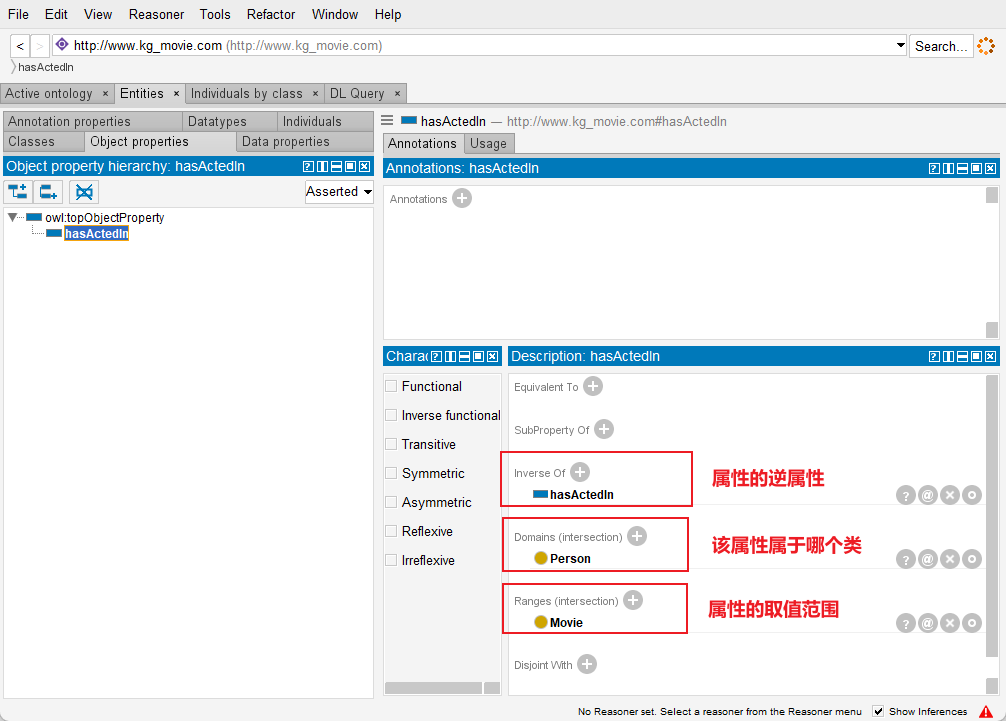 File Edit View Reasoner Tools Refactor Window Help
< > http://www.kg_movie.com (http://www.kg_movie.com) Search...
hasActedIn
Active ontology × Entities × Individuals by class × DL Query ×
Annotation properties Datatypes Individuals
Classes Object properties Data properties
Object property hierarchy: hasActedIn
Asserted
owl:topObjectProperty
hasActedIn
hasActedIn — http://www.kg_movie.com#hasActedIn
Annotations Usage
Annotations: hasActedIn
Annotations
Charac
Functional
Inverse functional
Transitive
Symmetric
Asymmetric
Reflexive
Irreflexive
Description: hasActedIn
Equivalent To
SubProperty Of
Inverse Of
hasActedIn
属性的逆属性
Domains (intersection)
Person
该属性属于哪个类
Ranges (intersection)
Movie
属性的取值范围
Disjoint With
No Reasoner set. Select a reasoner from the Reasoner menu Show Inferences